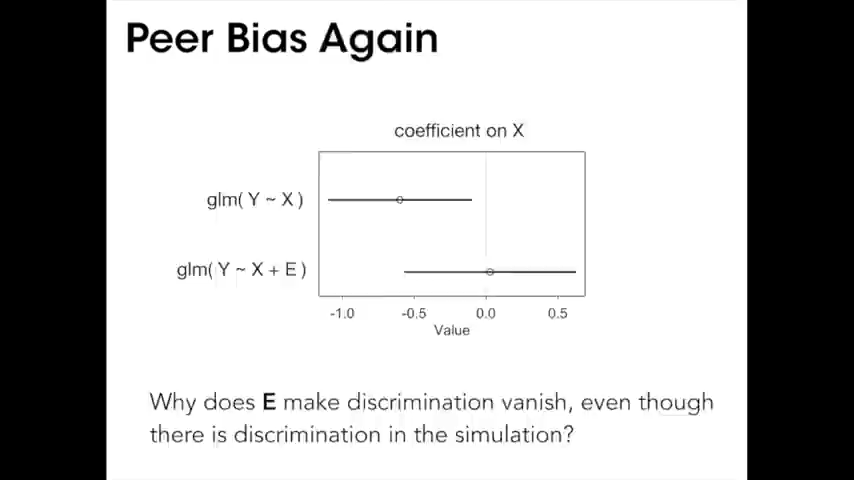 Peer Bias Again
coefficient on X
glm( Y ~ X )
glm( Y ~ X + E )
-1.0 -0.5 0.0 0.5
Value
Why does E make discrimination vanish, even though
there is discrimination in the simulation?